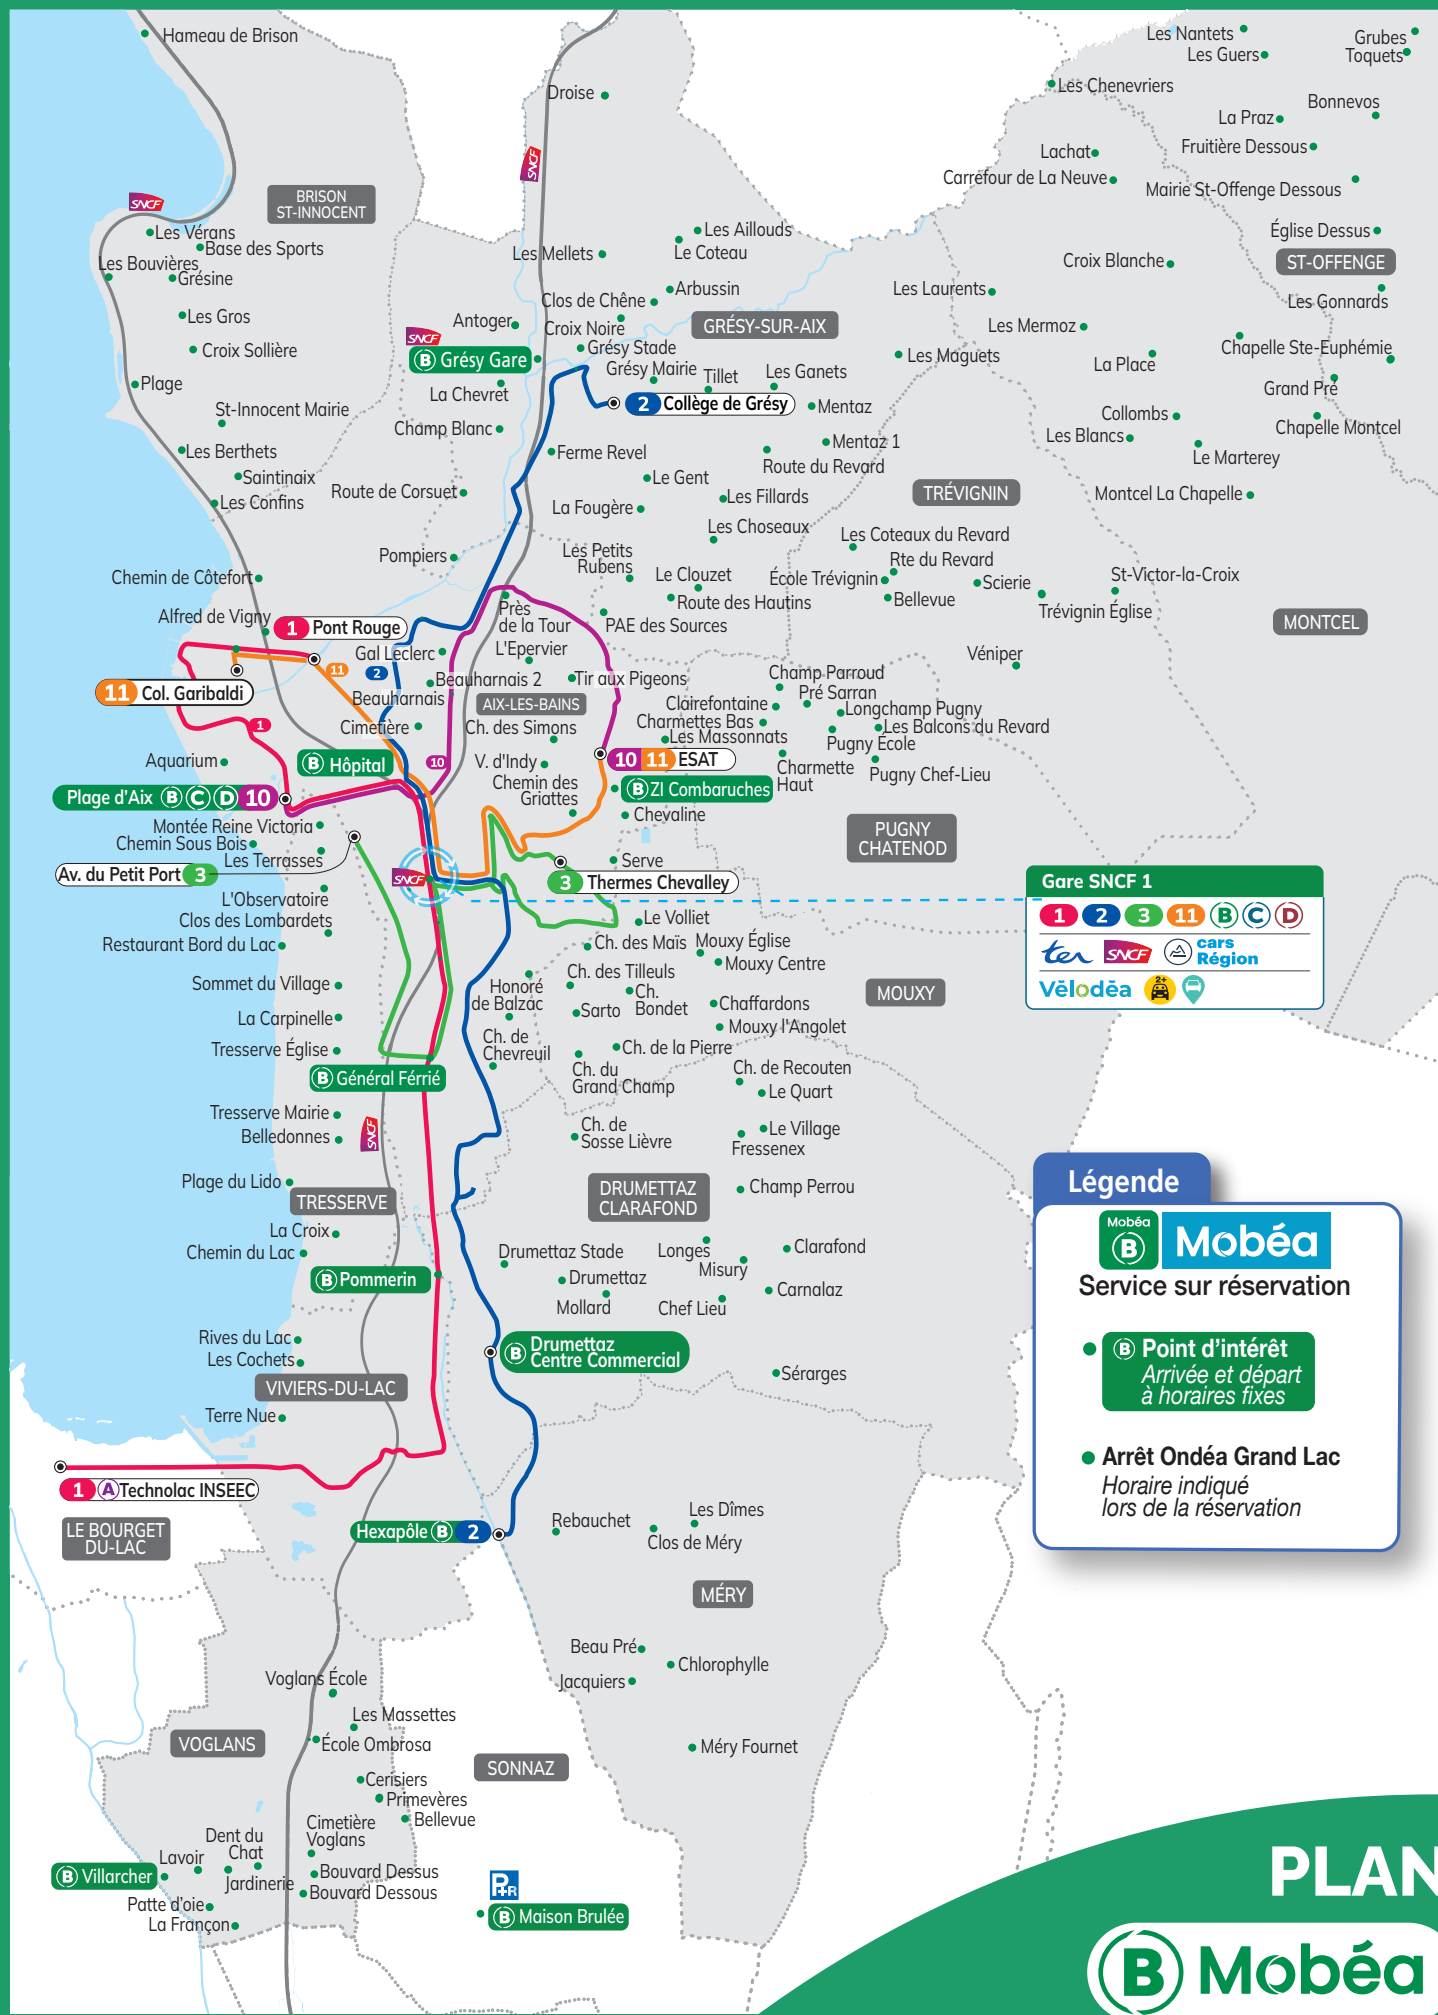 Hameau de Brison
Droise
Les Nantets
Grubes
Les Guers
Toquets
Les Chenevriers
Bonnevos
La Praz
Fruitière Dessous
Lachat
Carrefour de La Neuve
Mairie St-Offenge Dessous
SNCF
SNCF
BRISON
ST-INNOCENT
Les Vérans
Base des Sports
Les Bouvières
Grésine
Les Aillouds
Le Coteau
Les Mellets
Église Dessus
ST-OFFENGE
Croix Blanche
Les Gonnards
Arbussin
Clos de Chêne
Les Laurents
Les Gros
Antoger
Croix Noire
GRÉSY-SUR-AIX
Les Mermoz
SNCF
B Grésy Gare
Grésy Stade
Croix Sollière
Les Maguets
La Place
Chapelle Ste-Euphémie
Grésy Mairie
Tillet
Les Ganets
Plage
La Chevret
Grand Pré
2 Collège de Grésy
Mentaz
St-Innocent Mairie
Collombs
Champ Blanc
Chapelle Montcel
Les Blancs
Mentaz 1
Les Berthets
Ferme Revel
Route du Revard
Le Marterey
Saintinaix
Le Gent
Les Confins
Route de Corsuet
Les Fillards
TRÉVIGNIN
Montcel La Chapelle
La Fougère
Les Choseaux
Les Coteaux du Revard
Pompiers
Les Petits
Rubens
Rte du Revard
Chemin de Côtefort
Le Clouzet
École Trévignin
Scierie
St-Victor-la-Croix
Route des Hautins
Bellevue
Trévignin Église
Alfred de Vigny
1 Pont Rouge
Près
de la Tour
PAE des Sources
MONTCEL
Gal Leclerc
L'Epervier
Véniper
11
2
Beauharnais 2
Tir aux Pigeons
Champ Parroud
11 Col. Garibaldi
Beauharnais
AIX-LES-BAINS
Clairefontaine
Pré Sarran
Longchamp Pugny
1
Cimetière
Ch. des Simons
Charmettes Bas
Les Balcons du Revard
Les Massonnats
Pugny École
Aquarium
B Hôpital
10
V. d'Indy
10 11 ESAT
Charmette
Haut
Pugny Chef-Lieu
Plage d'Aix B C D 10
Chemin des
Griattes
B ZI Combaruches
Montée Reine Victoria
Chevaline
PUGNY
CHATENOD
Chemin Sous Bois
Les Terrasses
Serve
Av. du Petit Port 3
SNCF
3 Thermes Chevalley
Gare SNCF 1
1 2 3 11 B C D
ter SNCF cars
Région
Vélodéa 2+
L'Observatoire
Clos des Lombardets
Le Volliet
Restaurant Bord du Lac
Ch. des Maïs
Mouxy Église
Mouxy Centre
Sommet du Village
Honoré
de Balzac
Ch. des Tilleuls
Ch.
Bondet
MOUXY
Sarto
Chaffardons
La Carpinelle
Mouxy l'Angolet
Tresserve Église
Ch. de
Chevreuil
Ch. de la Pierre
B Général Férrié
Ch. du
Grand Champ
Ch. de Recouten
Le Quart
Tresserve Mairie
Belledonnes
SNCF
Ch. de
Sosse Lièvre
Le Village
Fressenex
Plage du Lido
TRESSERVE
DRUMETTAZ
CLARAFOND
Champ Perrou
Légende
Mobéa
B
Mobéa
Service sur réservation
B Point d'intérêt
Arrivée et départ
à horaires fixes
Arrêt Ondéa Grand Lac
Horaire indiqué
lors de la réservation
La Croix
Chemin du Lac
Drumettaz Stade
Longes
Clarafond
Misury
B Pommerin
Drumettaz
Mollard
Chef Lieu
Carnalaz
Rives du Lac
Les Cochets
B Drumettaz
Centre Commercial
Sérarges
VIVIERS-DU-LAC
Terre Nue
1 A Technolac INSEEC
LE BOURGET
DU-LAC
Hexapôle B 2
Rebauchet
Les Dîmes
Clos de Méry
MÉRY
Beau Pré
Chlorophylle
Jacquiers
Voglans École
Les Massettes
VOGLANS
École Ombrosa
Méry Fournet
SONNAZ
Cerisiers
Primevères
Bellevue
Cimetière
Voglans
Dent du
Chat
Lavoir
B Villarcher
Jardinerie
Bouvard Dessus
Bouvard Dessous
Patte d'oie
La Françon
P+R
B Maison Brulée
PLAN
B Mobéa